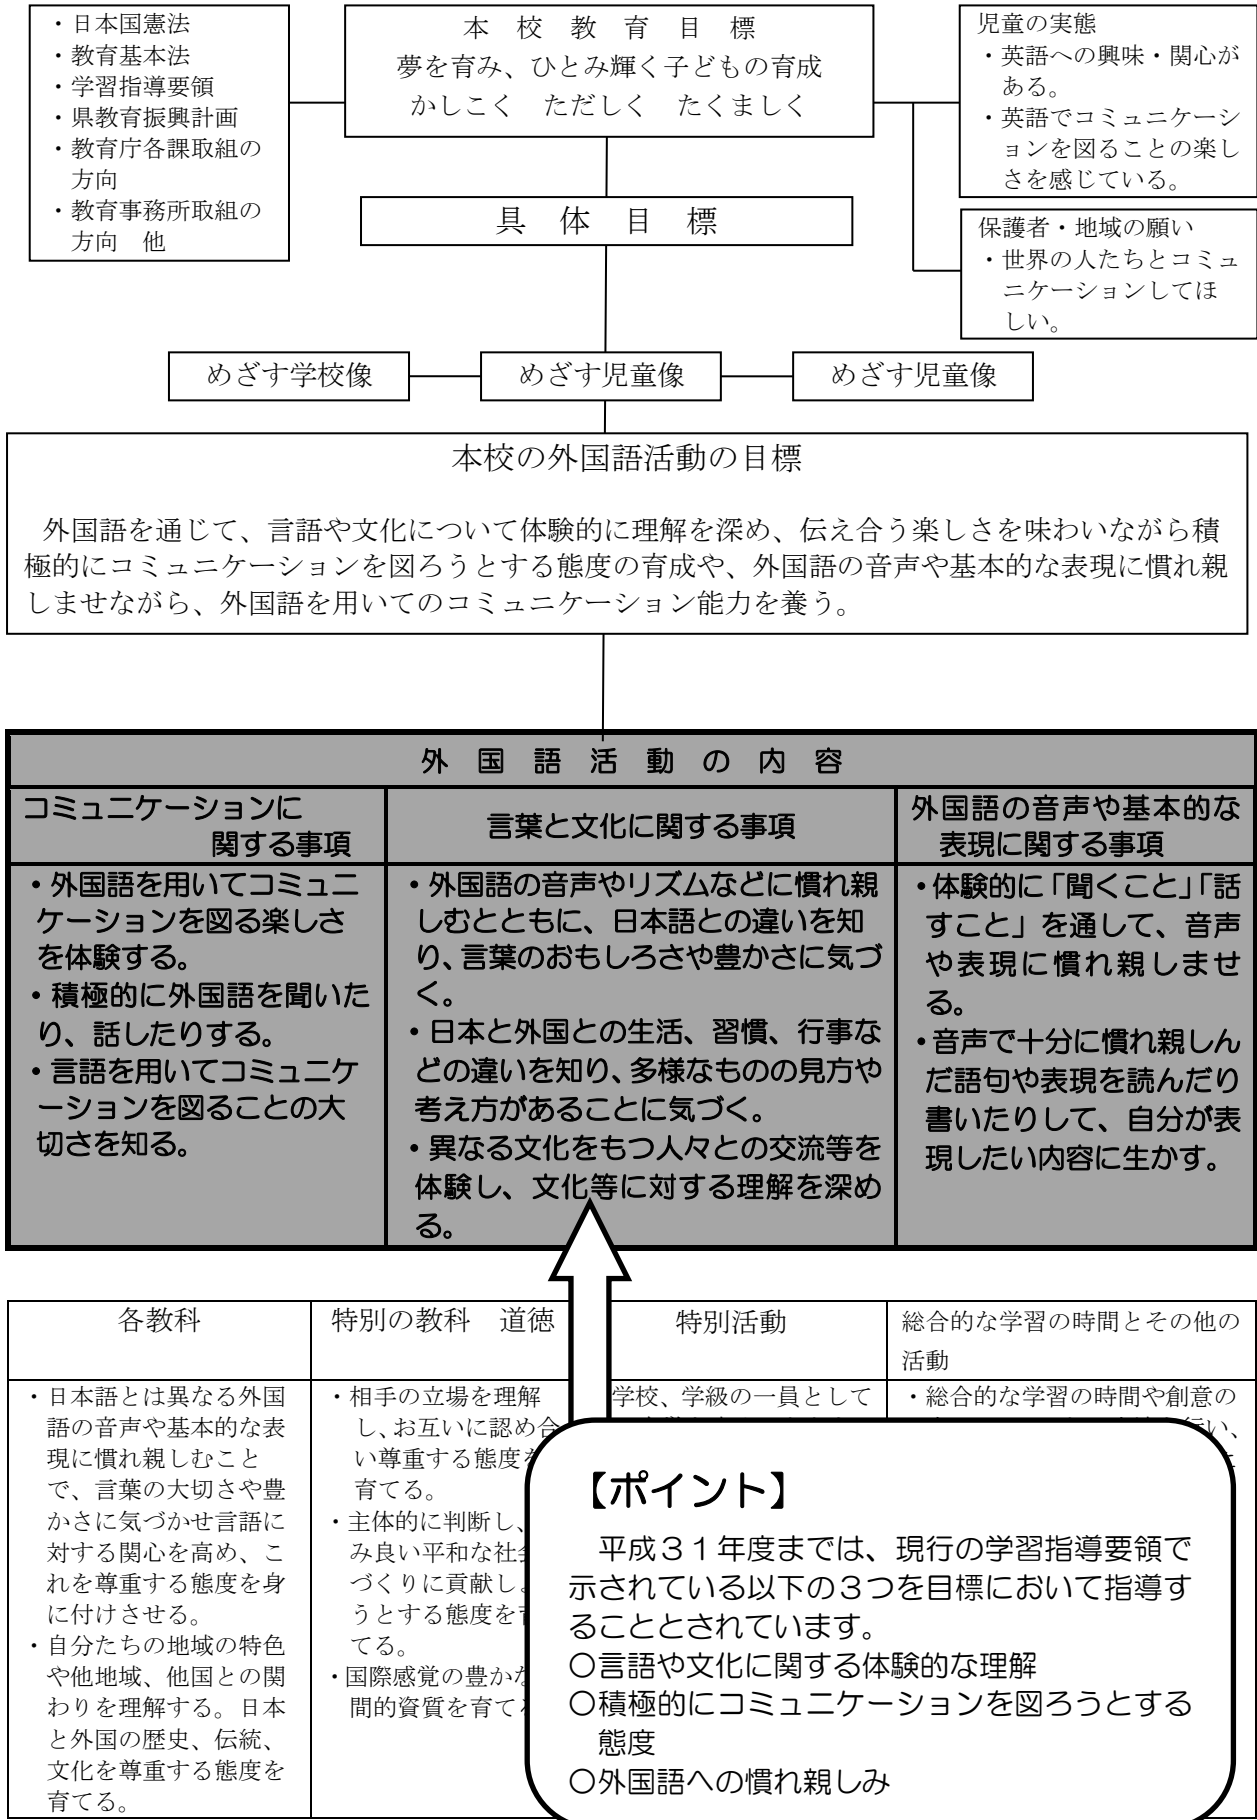 ・日本国憲法
・教育基本法
・学習指導要領
・県教育振興計画
・教育庁各課取組の
方向
・教育事務所取組の
方向　他
本　校　教　育　目　標
夢を育み、ひとみ輝く子どもの育成
かしこく　ただしく　たくましく
児童の実態
・英語への興味・関心が
ある。
・英語でコミュニケーシ
ョンを図ることの楽し
さを感じている。
具　体　目　標
保護者・地域の願い
・世界の人たちとコミュ
ニケーションしてほ
しい。
めざす学校像
めざす児童像
めざす児童像
本校の外国語活動の目標
外国語を通じて、言語や文化について体験的に理解を深め、伝え合う楽しさを味わいながら積
極的にコミュニケーションを図ろうとする態度の育成や、外国語の音声や基本的な表現に慣れ親
しませながら、外国語を用いてのコミュニケーション能力を養う。
外　国　語　活　動　の　内　容
コミュニケーションに
関する事項
・外国語を用いてコミュニ
ケーションを図る楽しさ
を体験する。
・積極的に外国語を聞いた
り、話したりする。
・言語を用いてコミュニケ
ーションを図ることの大
切さを知る。
言葉と文化に関する事項
・外国語の音声やリズムなどに慣れ親
しむとともに、日本語との違いを知
り、言葉のおもしろさや豊かさに気づ
く。
・日本と外国との生活、習慣、行事な
どの違いを知り、多様なものの見方や
考え方があることに気づく。
・異なる文化をもつ人々との交流等を
体験し、文化等に対する理解を深め
る。
外国語の音声や基本的な
表現に関する事項
・体験的に「聞くこと」「話
すこと」を通して、音声
や表現に慣れ親しませ
る。
・音声で十分に慣れ親しん
だ語句や表現を読んだり
書いたりして、自分が表
現したい内容に生かす。
各教科
・日本語とは異なる外国
語の音声や基本的な表
現に慣れ親しむこと
で、言葉の大切さや豊
かさに気づかせ言語に
対する関心を高め、こ
れを尊重する態度を身
に付けさせる。
・自分たちの地域の特色
や他地域、他国との関
わりを理解する。日本
と外国の歴史、伝統、
文化を尊重する態度を
育てる。
特別の教科　道徳
・相手の立場を理解
し、お互いに認め合
い尊重する態度を
育てる。
・主体的に判断し、
み良い平和な社会
づくりに貢献し
うとする態度を育
てる。
・国際感覚の豊かな
間的資質を育てる
特別活動
学校、学級の一員として
総合的な学習の時間とその他の
活動
・総合的な学習の時間や創意の
行い、
【ポイント】
平成３１年度までは、現行の学習指導要領で
示されている以下の３つを目標において指導す
ることとされています。
○言語や文化に関する体験的な理解
○積極的にコミュニケーションを図ろうとする
態度
○外国語への慣れ親しみ